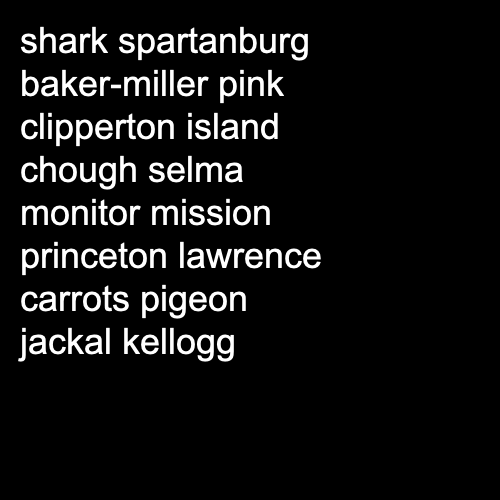 shark spartanburg
baker-miller pink
clipperton island
chough selma
monitor mission
princeton lawrence
carrots pigeon
jackal kellogg